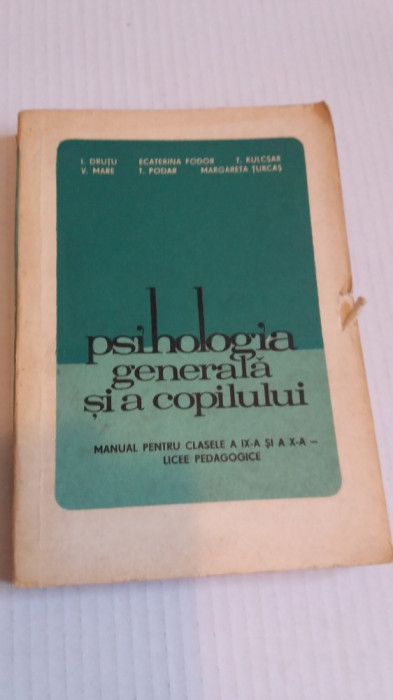 I. DRUȚU ECATERINA FODOR T. KULCSAR
V. MARE T. PODAR MARGARETA ȚURCAȘ
psihologia
generală
și a copilului
MANUAL PENTRU CLASELE A IX-A ȘI A X-A –
LICEE PEDAGOGICE